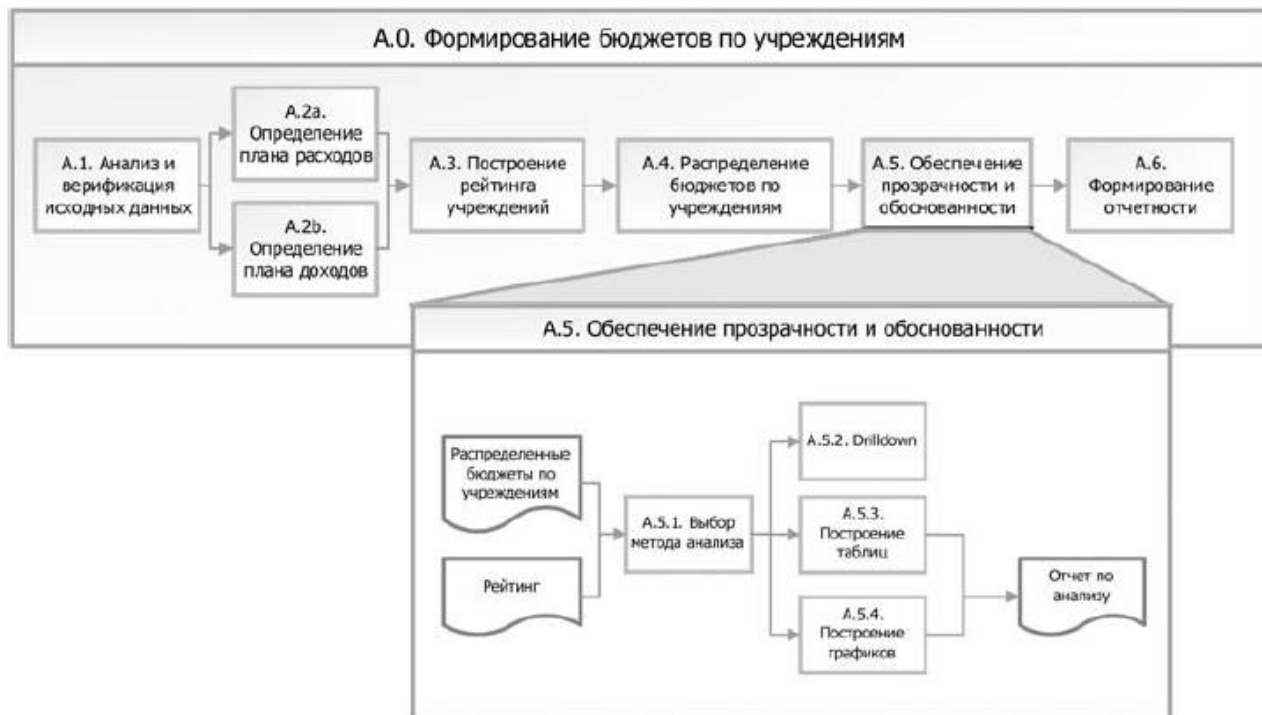 А.0. Формирование бюджетов по учреждениям
А.1. Анализ и
верификация
исходных данных
А.2а.
Определение
плана расходов
А.2b.
Определение
плана доходов
А.3. Построение
рейтинга
учреждений
А.4. Распределение
бюджетов по
учреждениям
А.5. Обеспечение
прозрачности и
обоснованности
А.6.
Формирование
отчетности
А.5. Обеспечение прозрачности и обоснованности
Распределенные
бюджеты по
учреждениям
Рейтинг
А.5.1. Выбор
метода анализа
А.5.2. Drilldown
А.5.3.
Построение
таблиц
А.5.4.
Построение
графиков
Отчет по
анализу